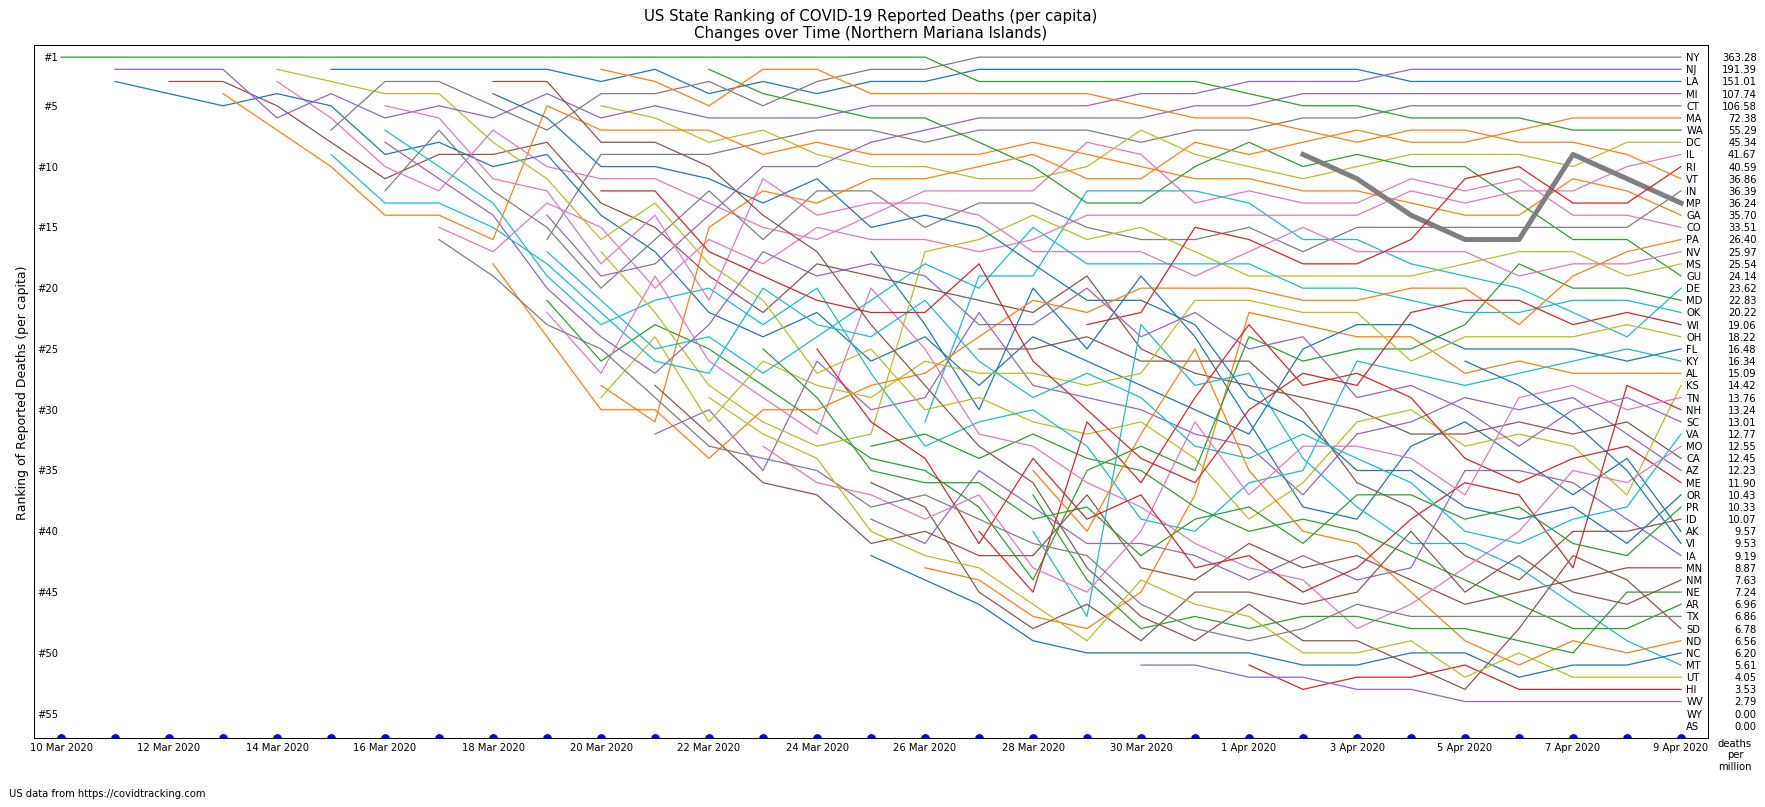 US State Ranking of COVID-19 Reported Deaths (per capita)
Changes over Time (Northern Mariana Islands)
Ranking of Reported Deaths (per capita)
#1
#5
#10
#15
#20
#25
#30
#35
#40
#45
#50
#55
NY 363.28
NJ 191.39
LA 151.01
MI 107.74
CT 106.58
MA 72.38
WA 55.29
DC 45.34
IL 41.67
RI 40.59
VT 36.86
IN 36.39
MP 36.24
GA 35.70
CO 33.51
PA 26.40
NV 25.97
MS 25.54
GU 24.14
DE 23.62
MD 22.83
OK 20.22
WI 19.06
OH 18.22
FL 16.48
KY 16.34
AL 15.09
KS 14.42
TN 13.76
NH 13.24
SC 13.01
VA 12.77
MO 12.55
CA 12.45
AZ 12.23
ME 11.90
OR 10.43
PR 10.33
ID 10.07
AK 9.57
VI 9.53
IA 9.19
MN 8.87
NM 7.63
NE 7.24
AR 6.96
TX 6.86
SD 6.78
ND 6.56
NC 6.20
MT 5.61
UT 4.05
HI 3.53
WV 2.79
WY 0.00
AS 0.00
10 Mar 2020 12 Mar 2020 14 Mar 2020 16 Mar 2020 18 Mar 2020 20 Mar 2020 22 Mar 2020 24 Mar 2020 26 Mar 2020 28 Mar 2020 30 Mar 2020 1 Apr 2020 3 Apr 2020 5 Apr 2020 7 Apr 2020 9 Apr 2020
deaths
per
million
US data from https://covidtracking.com